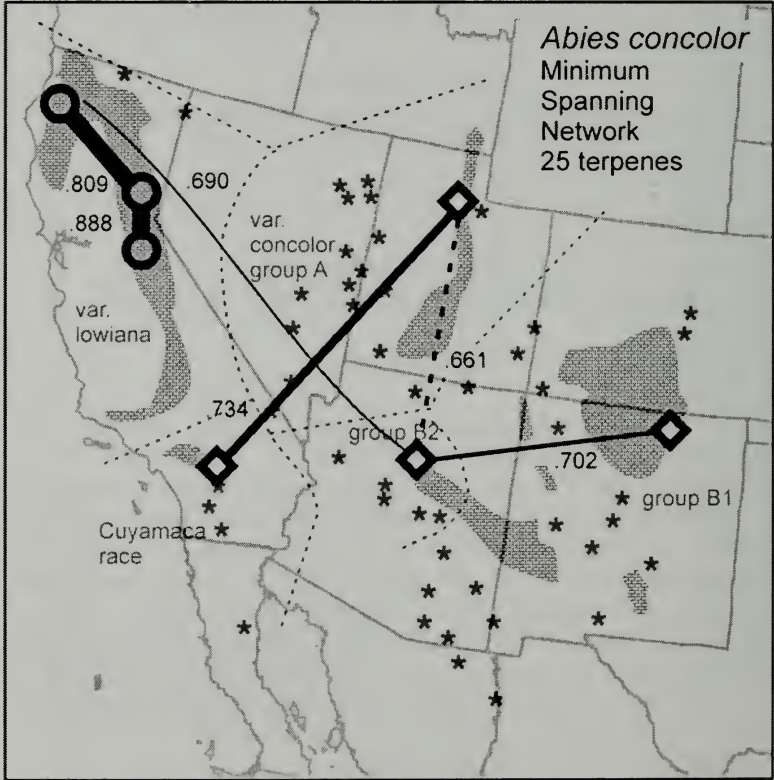 Abies concolor
Minimum
Spanning
Network
25 terpenes
.809
.690
.888
var.
concolor
group A
var.
lowiana
.661
.734
group B2
.702
group B1
Cuyamaca
race